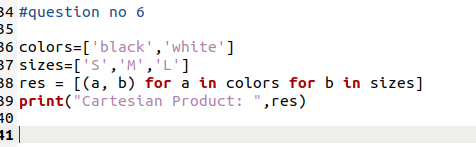 34 #question no 6
35
36 colors=['black','white']
37 sizes=['S','M','L']
38 res = [(a, b) for a in colors for b in sizes]
39 print("Cartesian Product: ",res)
40
41